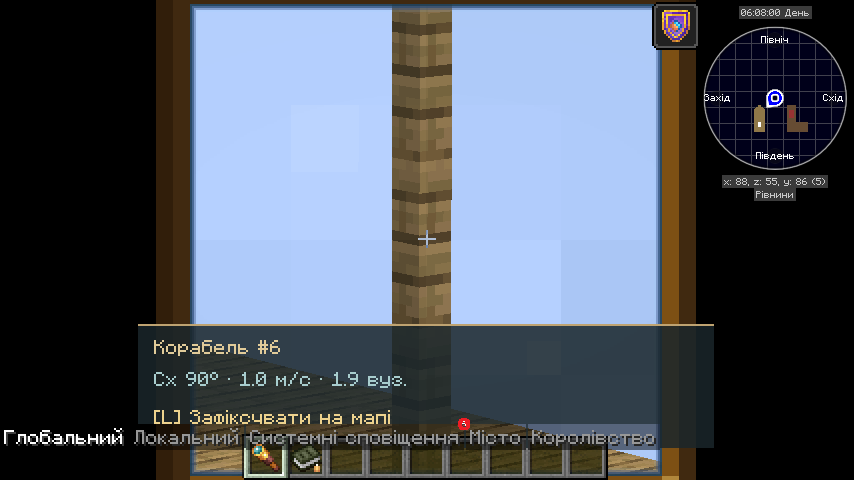 06:08:00 День
Північ
Захід
Схід
Південь
x: 88, z: 55, y: 86 (5)
Рівнини
Корабель #6
Сх 90° · 1.0 м/с · 1.9 вуз.
[L] Зафіксувати на мапі
Глобальний Локальний Системні сповіщення Місто Королівство